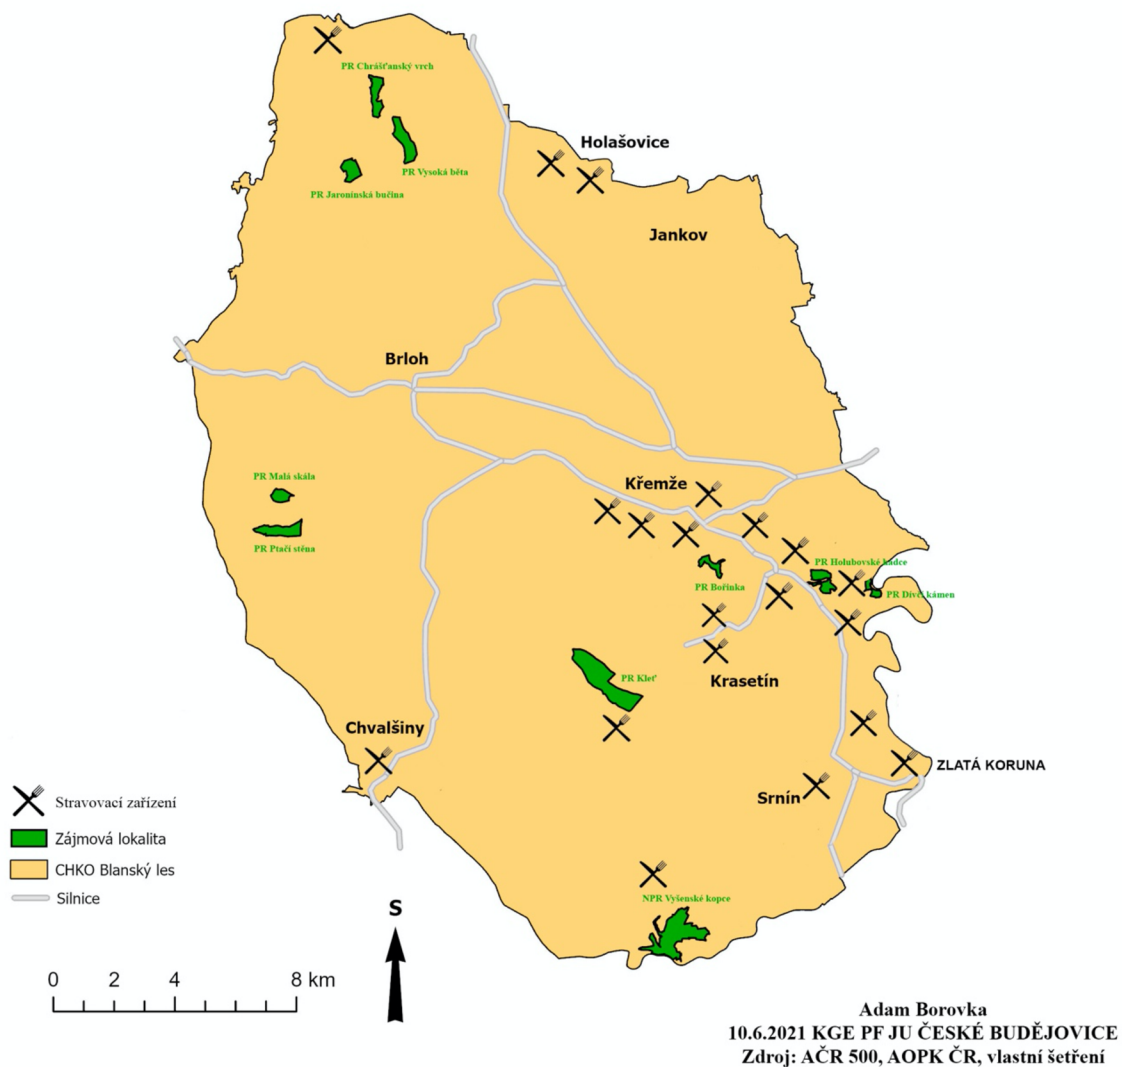 PR Chrášťanský vrch
Holašovice
PR Vysoká běta
PR Jaronínská bučina
Jankov
Brloh
PR Malá skála
Křemže
PR Ptačí stěna
PR Holubovské hadce
PR Bořinka
PR Dívčí kámen
PR Kleť
Krasetín
Chvalšiny
ZLATÁ KORUNA
Srnín
Stravovací zařízení
Zájmová lokalita
CHKO Blanský les
Silnice
NPR Vyšenské kopce
S
0 2 4 8 km
Adam Borovka
10.6.2021 KGE PF JU ČESKÉ BUDĚJOVICE
Zdroj: AČR 500, AOPK ČR, vlastní šetření